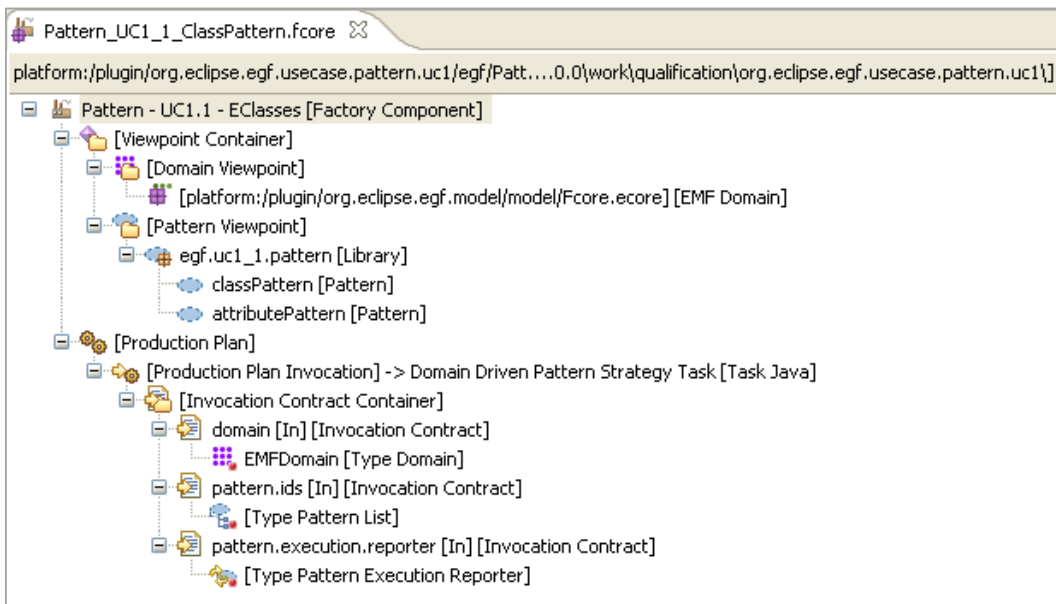 Pattern_UC1_1_ClassPattern.fcore
platform:/plugin/org.eclipse.egf.usecase.pattern.uc1/egf/Patt....0.0\work\qualification\org.eclipse.egf.usecase.pattern.uc1\]
Pattern - UC1.1 - EClasses [Factory Component]
[Viewpoint Container]
[Domain Viewpoint]
[platform:/plugin/org.eclipse.egf.model/model/Fcore.ecore] [EMF Domain]
[Pattern Viewpoint]
egf.uc1_1.pattern [Library]
classPattern [Pattern]
attributePattern [Pattern]
[Production Plan]
[Production Plan Invocation] -> Domain Driven Pattern Strategy Task [Task Java]
[Invocation Contract Container]
domain [In] [Invocation Contract]
EMFDomain [Type Domain]
pattern.ids [In] [Invocation Contract]
[Type Pattern List]
pattern.execution.reporter [In] [Invocation Contract]
[Type Pattern Execution Reporter]